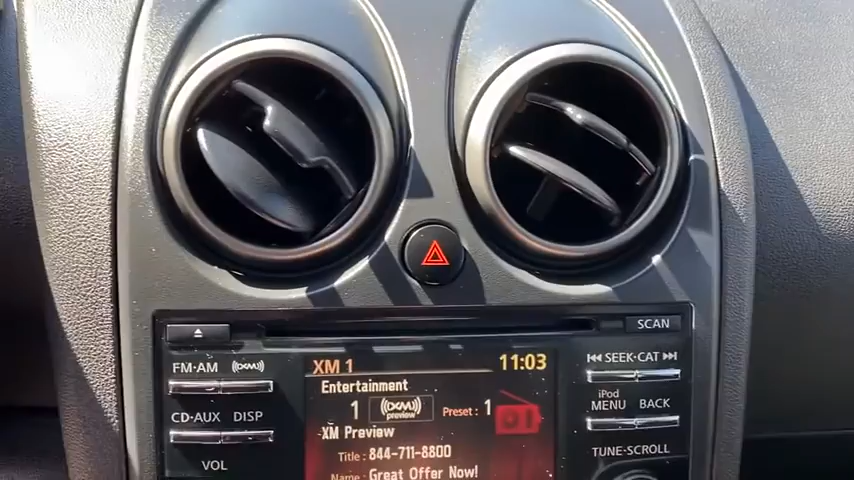 SCAN
FM·AM
XM
XM 1 11:03
SEEK·CAT
Entertainment
iPod
CD·AUX DISP
1 XM preview Preset: 1
MENU BACK
XM Preview
TUNE·SCROLL
Title: 844-711-8800
VOL
Name: Great Offer Now!